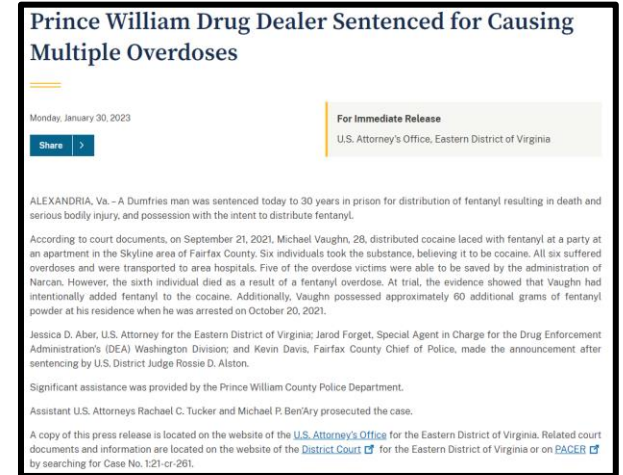 Prince William Drug Dealer Sentenced for Causing
Multiple Overdoses
Monday, January 30, 2023
Share >
For Immediate Release
U.S. Attorney's Office, Eastern District of Virginia
ALEXANDRIA, Va. – A Dumfries man was sentenced today to 30 years in prison for distribution of fentanyl resulting in death and
serious bodily injury, and possession with the intent to distribute fentanyl.
According to court documents, on September 21, 2021, Michael Vaughn, 28, distributed cocaine laced with fentanyl at a party at
an apartment in the Skyline area of Fairfax County. Six individuals took the substance, believing it to be cocaine. All six suffered
overdoses and were transported to area hospitals. Five of the overdose victims were able to be saved by the administration of
Narcan. However, the sixth individual died as a result of a fentanyl overdose. At trial, the evidence showed that Vaughn had
intentionally added fentanyl to the cocaine. Additionally, Vaughn possessed approximately 60 additional grams of fentanyl
powder at his residence when he was arrested on October 20, 2021.
Jessica D. Aber, U.S. Attorney for the Eastern District of Virginia; Jarod Forget, Special Agent in Charge for the Drug Enforcement
Administration's (DEA) Washington Division; and Kevin Davis, Fairfax County Chief of Police, made the announcement after
sentencing by U.S. District Judge Rossie D. Alston.
Significant assistance was provided by the Prince William County Police Department.
Assistant U.S. Attorneys Rachael C. Tucker and Michael P. Ben'Ary prosecuted the case.
A copy of this press release is located on the website of the U.S. Attorney's Office for the Eastern District of Virginia. Related court
documents and information are located on the website of the District Court for the Eastern District of Virginia or on PACER
by searching for Case No. 1:21-cr-261.